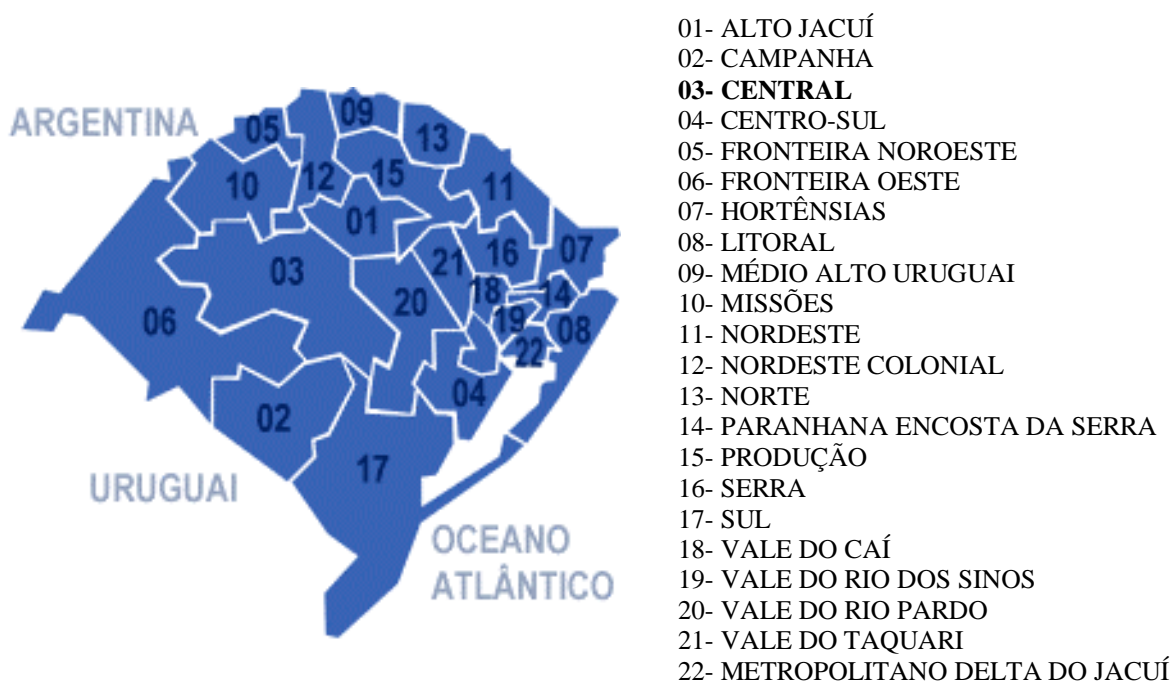 ARGENTINA
05
09
13
10
12
15
11
01
03
21
16
07
20
18
14
19
08
06
22
04
02
17
URUGUAI
OCEANO
ATLÂNTICO
01- ALTO JACUÍ
02- CAMPANHA
03- CENTRAL
04- CENTRO-SUL
05- FRONTEIRA NOROESTE
06- FRONTEIRA OESTE
07- HORTÊNSIAS
08- LITORAL
09- MÉDIO ALTO URUGUAI
10- MISSÕES
11- NORDESTE
12- NORDESTE COLONIAL
13- NORTE
14- PARANHANA ENCOSTA DA SERRA
15- PRODUÇÃO
16- SERRA
17- SUL
18- VALE DO CAÍ
19- VALE DO RIO DOS SINOS
20- VALE DO RIO PARDO
21- VALE DO TAQUARI
22- METROPOLITANO DELTA DO JACUÍ